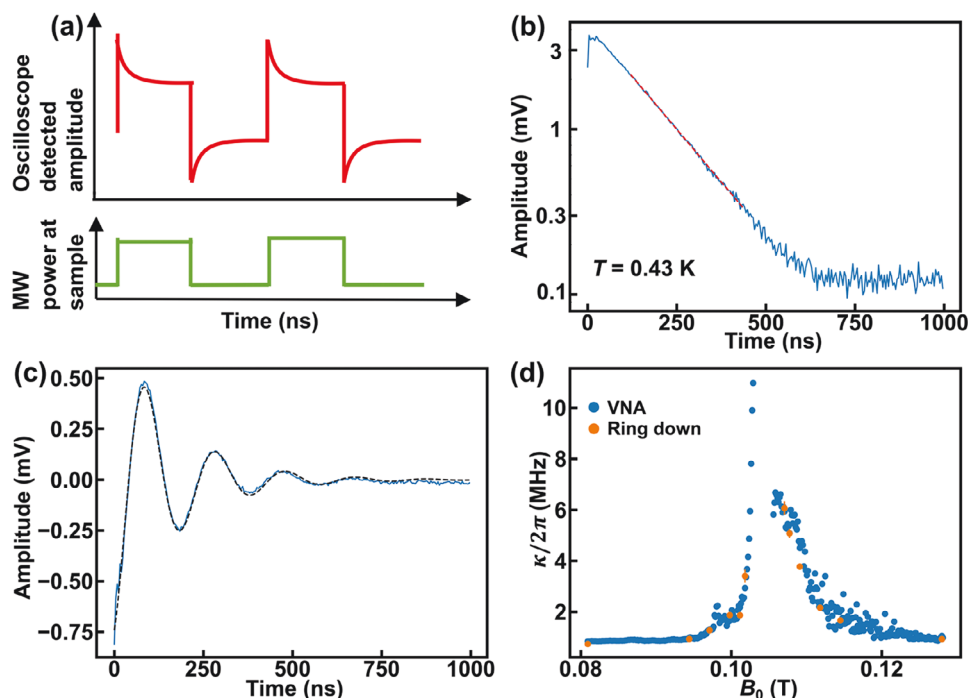 (a)
Oscilloscope
detected
amplitude
MW
power at
sample
Time (ns)
(b)
Amplitude (mV)
3
1
0.3
0.1
T = 0.43 K
0 250 500 750 1000
Time (ns)
(c)
Amplitude (mV)
0.50
0.25
0.00
−0.25
−0.50
−0.75
0 250 500 750 1000
Time (ns)
(d)
κ/2π (MHz)
10
8
6
4
2
VNA
Ring down
0.08 0.10 0.12
B₀ (T)